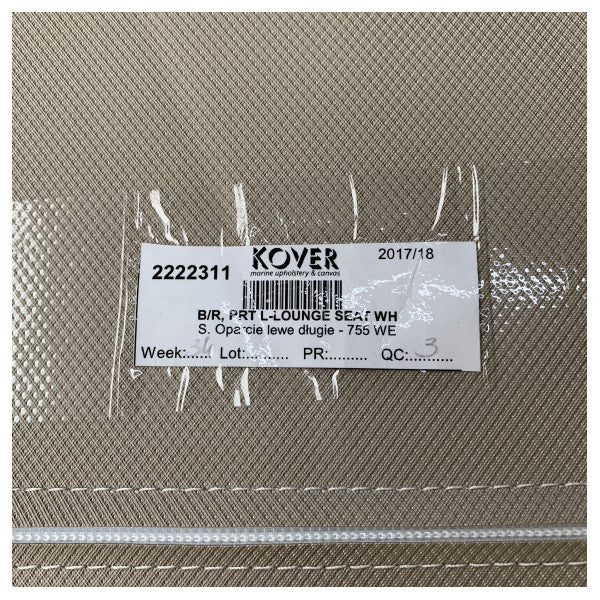 KOVER
marine upholstery & canvas
2222311
2017/18
B/R, PRT L-LOUNGE SEAT WH
S. Oparcie lewe długie - 755 WE
Week:...... Lot:............ PR:......... QC:.3.........